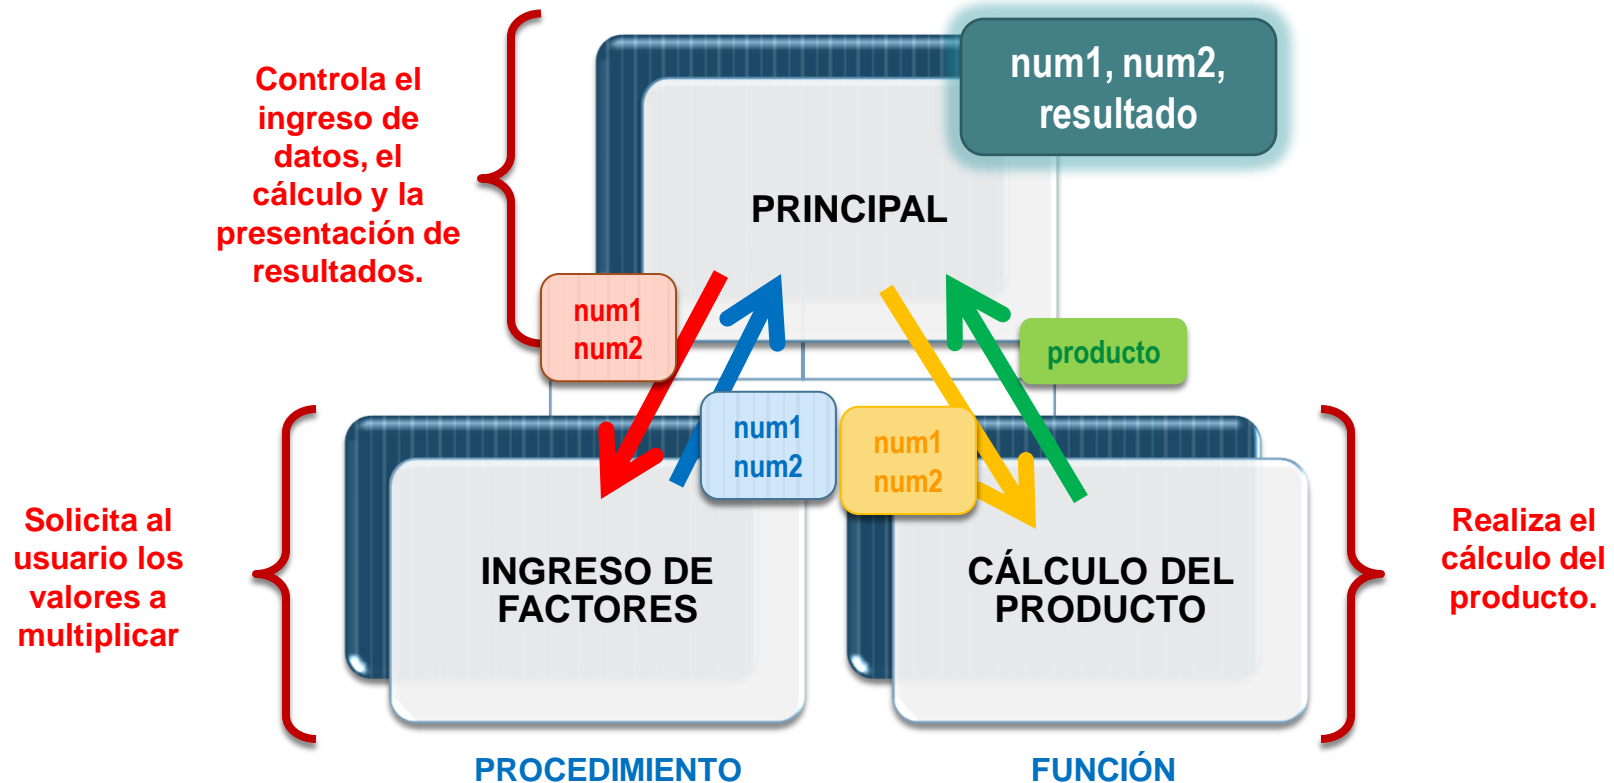 Controla el
ingreso de
datos, el
cálculo y la
presentación de
resultados.
num1, num2,
resultado
PRINCIPAL
num1
num2
producto
num1
num2
num1
num2
Solicita al
usuario los
valores a
multiplicar
INGRESO DE
FACTORES
CÁLCULO DEL
PRODUCTO
Realiza el
cálculo del
producto.
PROCEDIMIENTO
FUNCIÓN